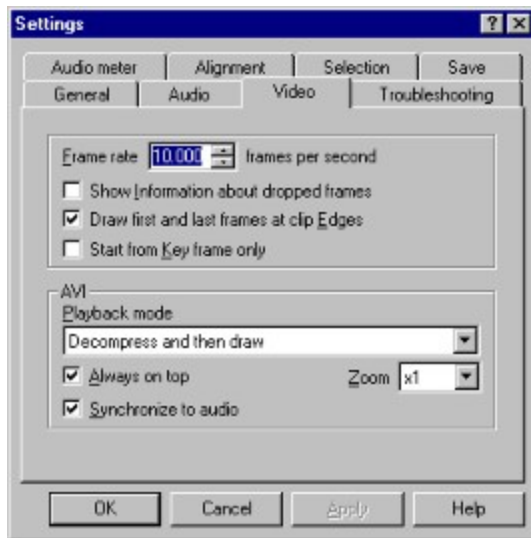 Settings
Audio meter Alignment Selection Save
General Audio Video Troubleshooting
Frame rate 10.000 frames per second
Show Information about dropped frames
Draw first and last frames at clip Edges
Start from Key frame only
AVI
Playback mode
Decompress and then draw
Always on top Zoom x1
Synchronize to audio
OK Cancel Apply Help